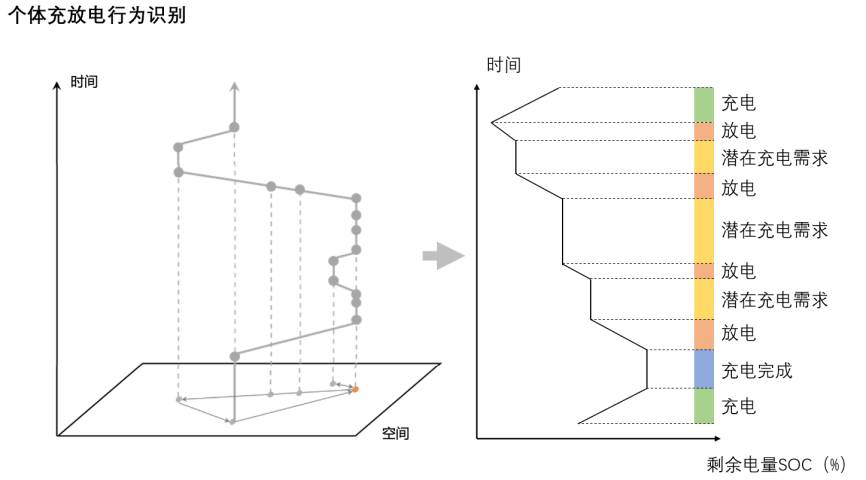 个体充放电行为识别
时间
空间
时间
充电
放电
潜在充电需求
放电
潜在充电需求
放电
潜在充电需求
放电
充电完成
充电
剩余电量SOC（%）